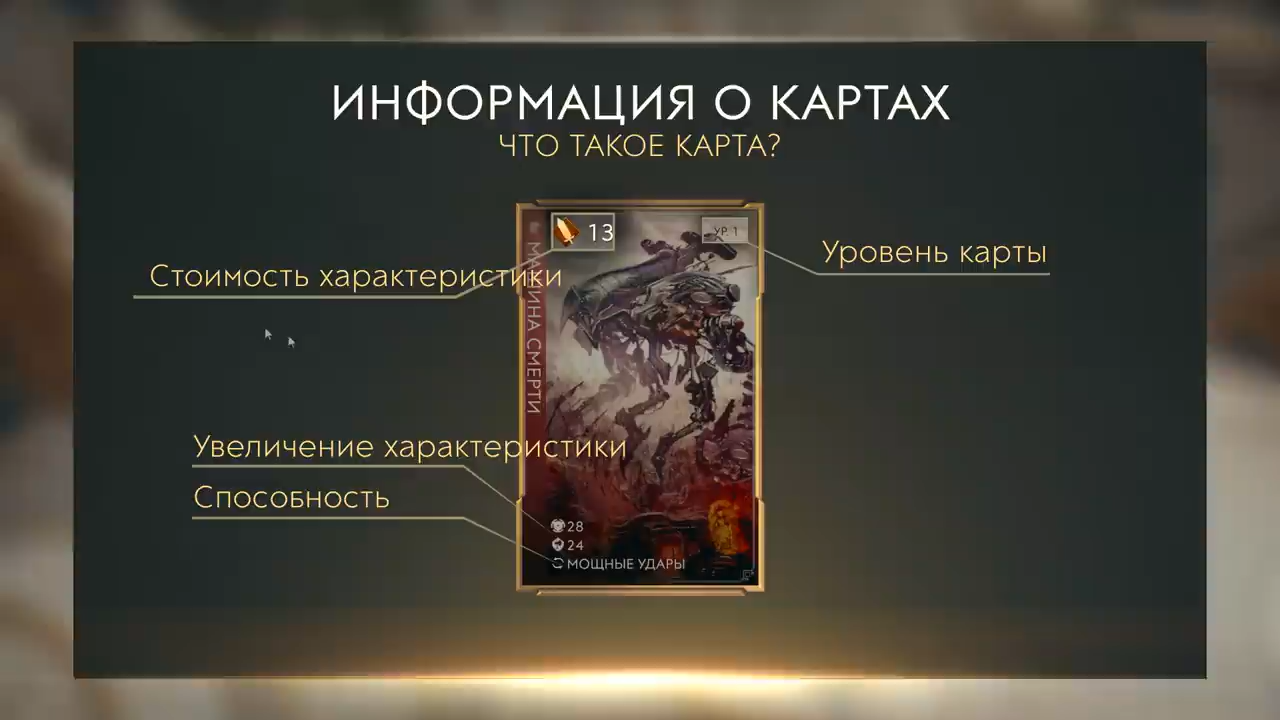 ИНФОРМАЦИЯ О КАРТАХ
ЧТО ТАКОЕ КАРТА?
13
УР. 1
Уровень карты
Стоимость характеристики
МАШИНА СМЕРТИ
Увеличение характеристики
Способность
28
24
МОЩНЫЕ УДАРЫ